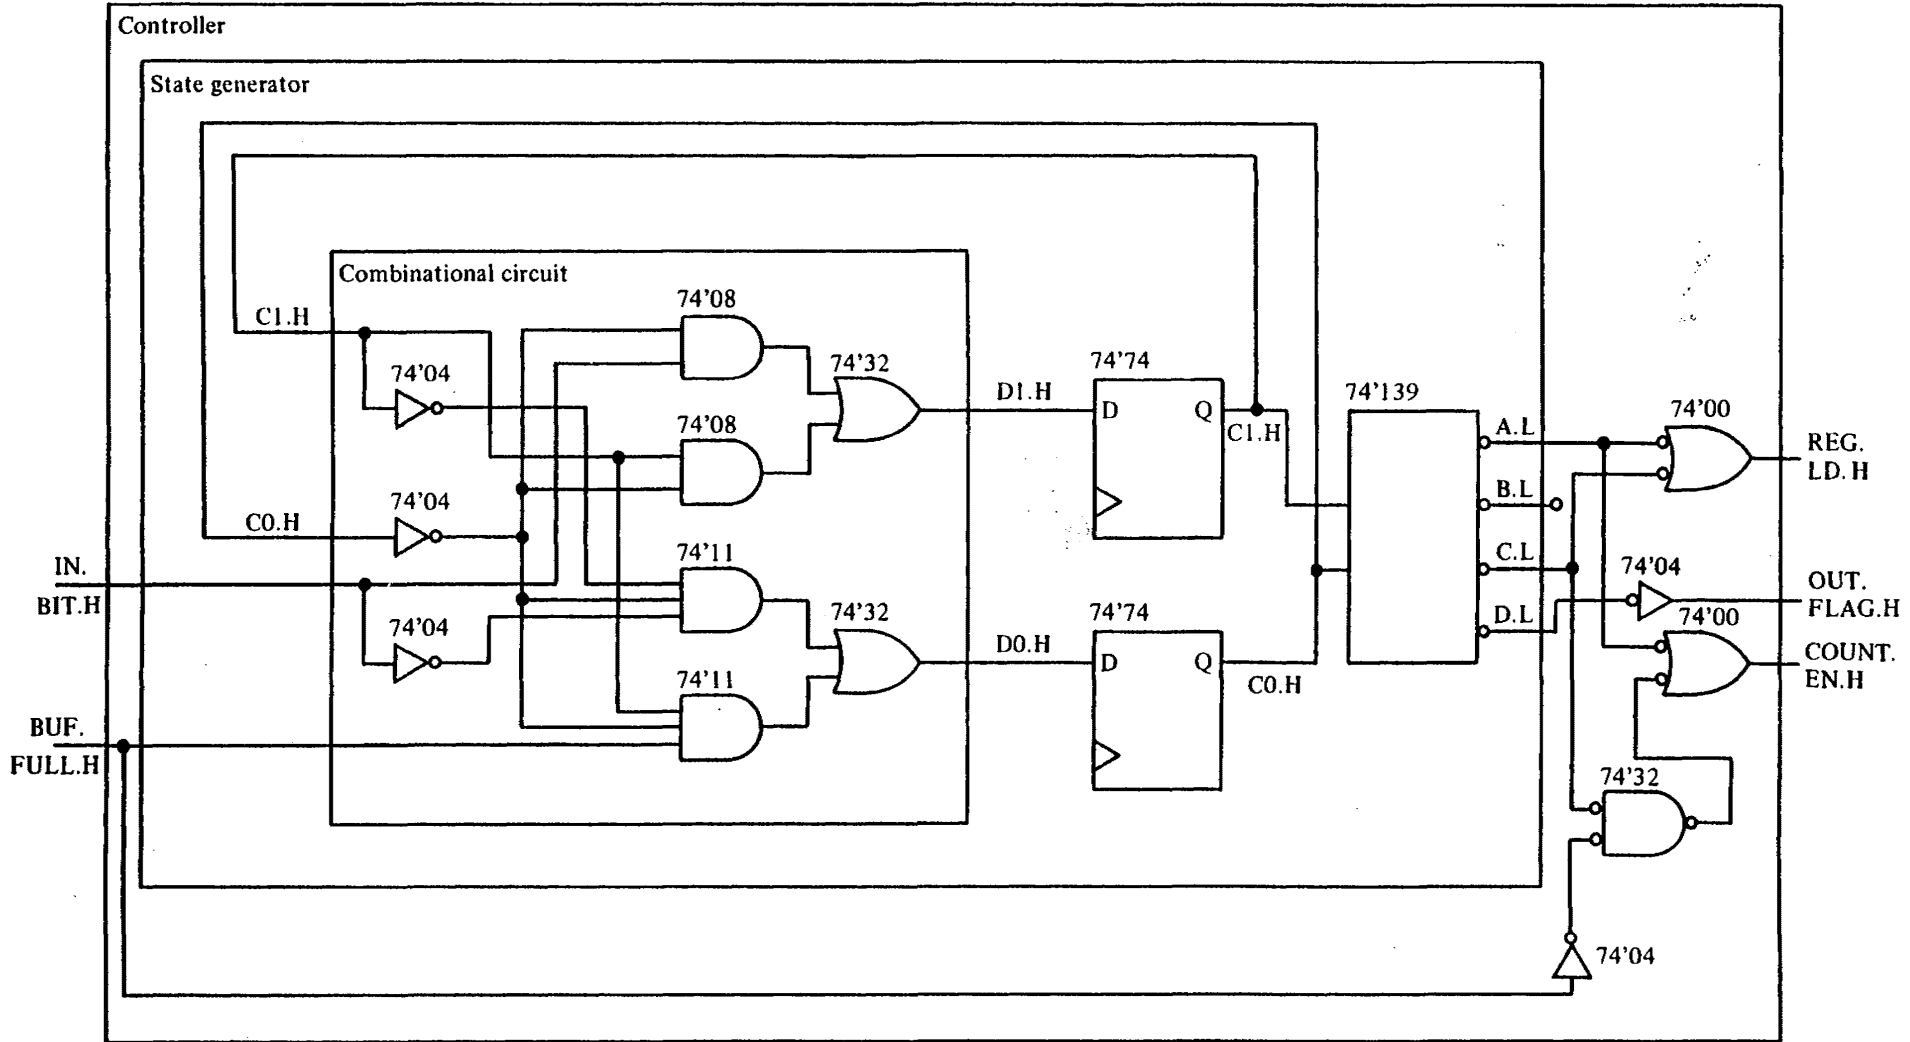 Controller
State generator
Combinational circuit
C1.H
74'04
74'08
74'32
D1.H
74'74
D
Q
C1.H
74'139
A.L
74'00
REG.
LD.H
74'08
B.L
C0.H
74'04
C.L
IN.
BIT.H
74'11
74'04
OUT.
FLAG.H
74'04
74'32
D0.H
74'74
D
Q
C0.H
D.L
74'00
COUNT.
EN.H
74'11
BUF.
FULL.H
74'32
74'04